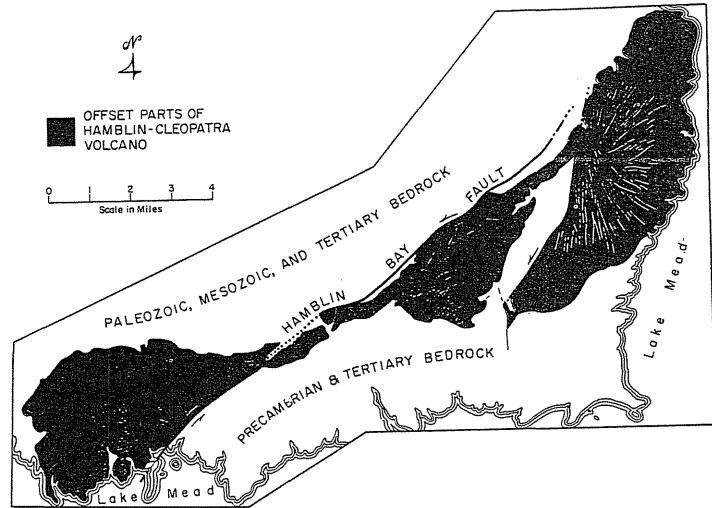 N
OFFSET PARTS OF
HAMBLIN-CLEOPATRA
VOLCANO
0 1 2 3 4
Scale in Miles
PALEOZOIC, MESOZOIC, AND TERTIARY BEDROCK
HAMBLIN BAY FAULT
PRECAMBRIAN & TERTIARY BEDROCK
Lake Mead
Lake Mead